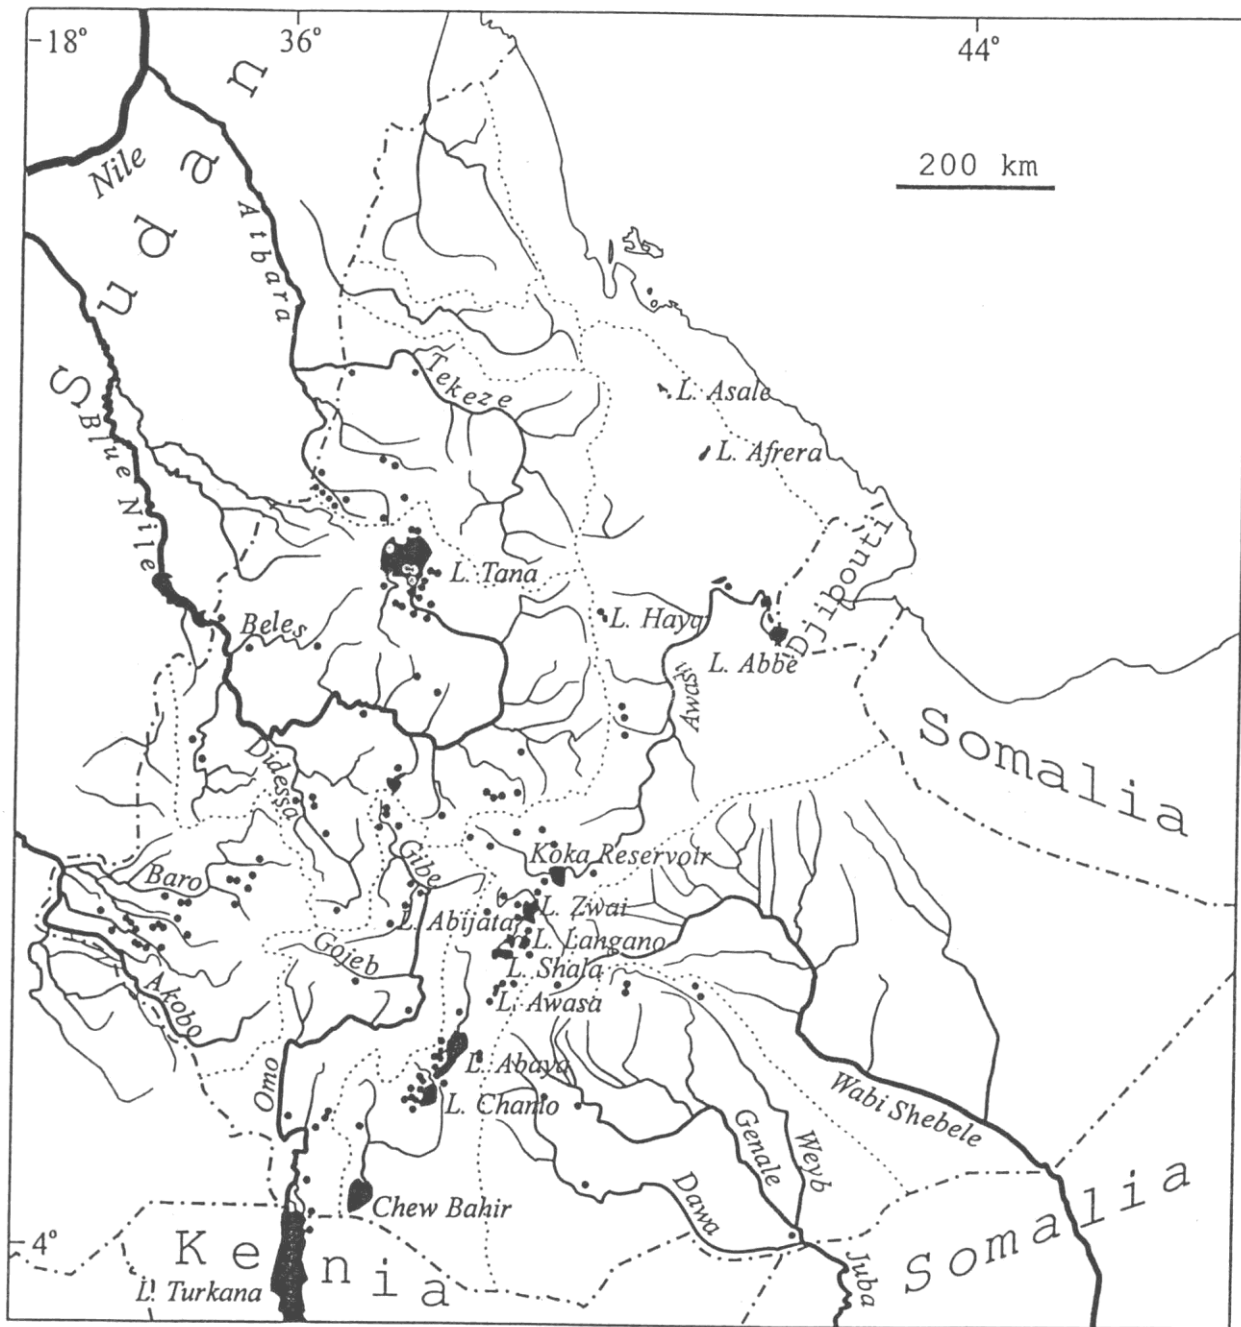 -18°
36°
44°
Nile
Sudan
Atbara
200 km
Tekeze
L. Asale
L. Afrera
Blue Nile
L. Tana
Djibouti
Beles
L. Hayq
L. Abbe
Awash
Somalia
Didessa
Gibe
Koka Reservoir
Baro
L. Zwai
L. Abijata
L. Langano
Gojeb
L. Shala
Akobo
L. Awasa
Omo
L. Abaya
L. Chamo
Wabi Shebele
Genale
Weyb
Dawa
Chew Bahir
-4°
Kenia
L. Turkana
Juba
Somalia